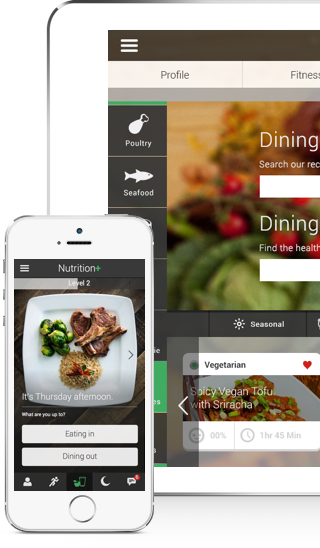 Profile
Fitness
Poultry
Seafood
Dining
Search our rec
Dining
Find the health
Seasonal
Vegetarian
Spicy Vegan Tofu
with Sriracha
00%
1hr 45 Min
ie
es
s
Nutrition+
Level 2
It's Thursday afternoon.
What are you up to?
Eating in
Dining out